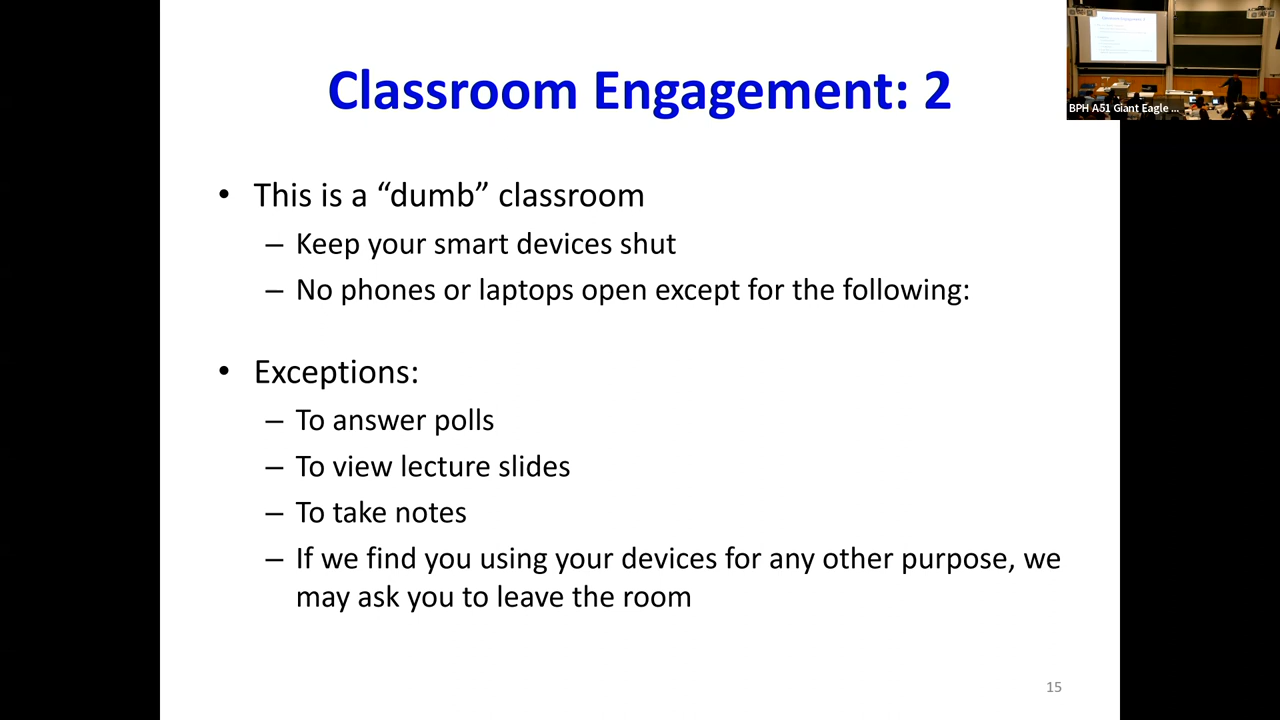 Classroom Engagement: 2
BPH A51 Giant Eagle ...
• This is a “dumb” classroom
– Keep your smart devices shut
– No phones or laptops open except for the following:
• Exceptions:
– To answer polls
– To view lecture slides
– To take notes
– If we find you using your devices for any other purpose, we
may ask you to leave the room
15